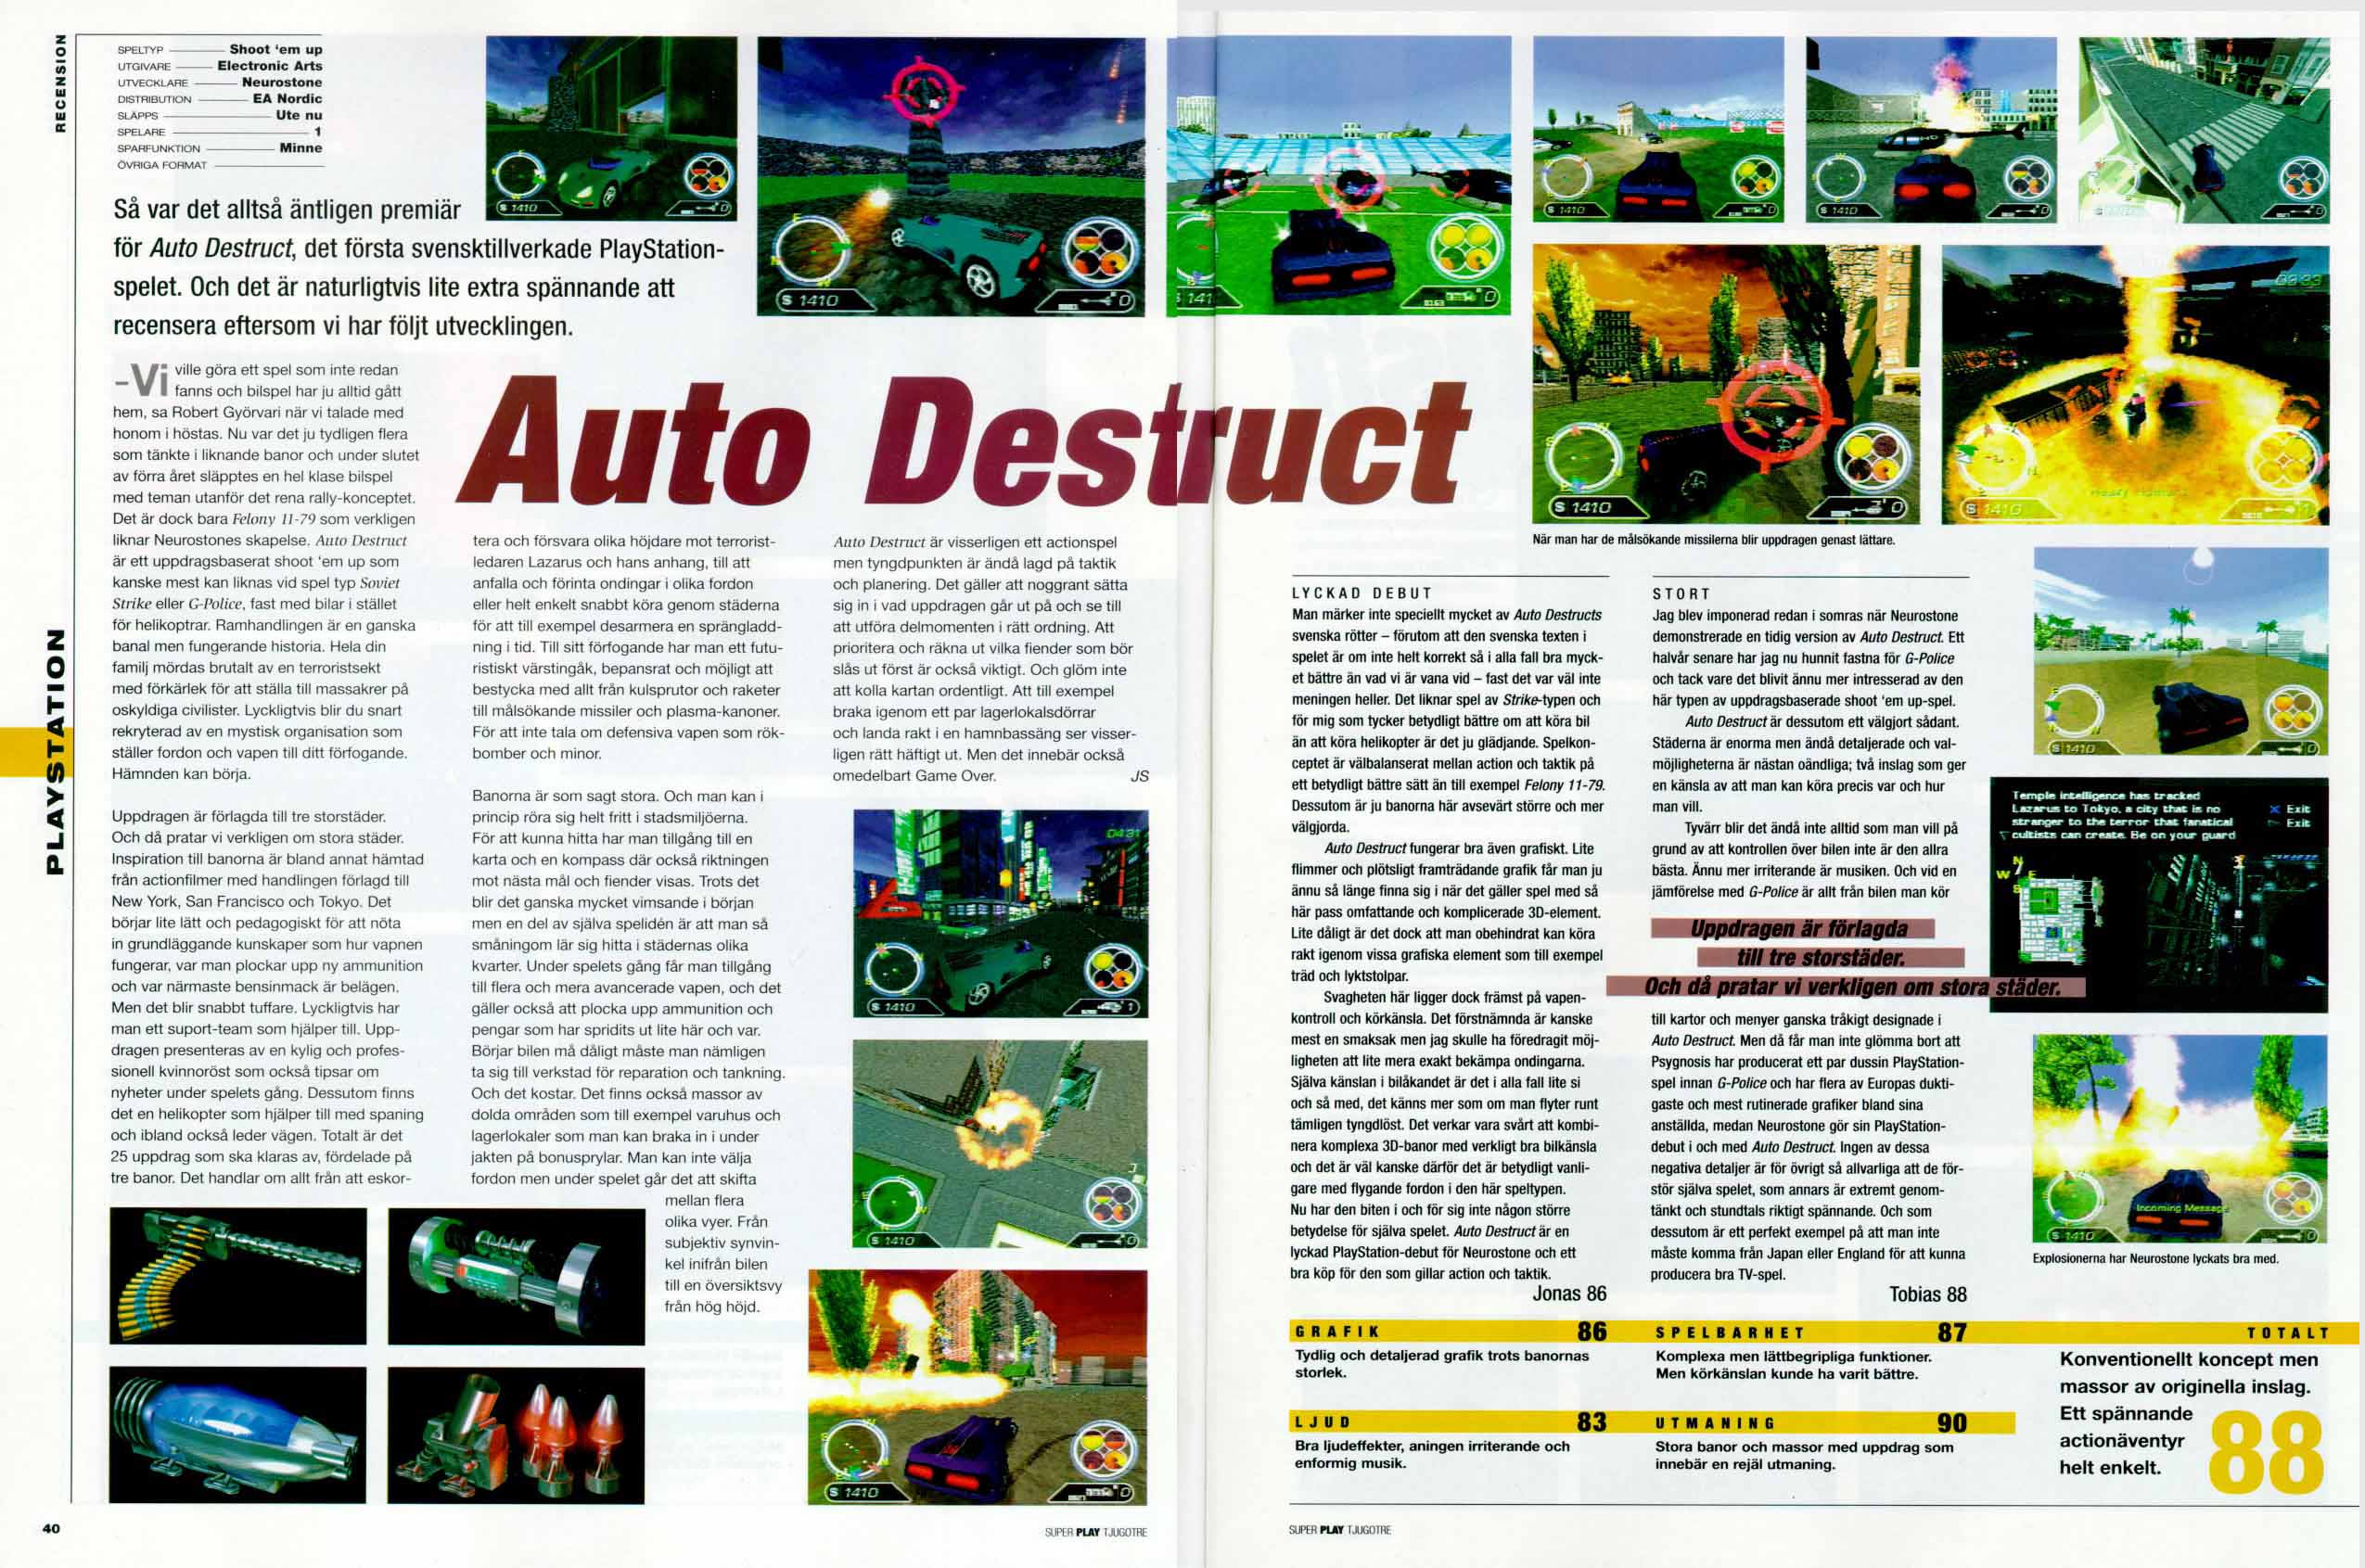 RECENSION
PLAYSTATION
SPELTYP Shoot 'em up
UTGIVARE Electronic Arts
UTVECKLARE Neurostone
DISTRIBUTION EA Nordic
SLÄPPS Ute nu
SPELARE 1
SPARFUNKTION Minne
ÖVRIGA FORMAT
Så var det alltså äntligen premiär
för Auto Destruct, det första svensktillverkade PlayStation-
spelet. Och det är naturligtvis lite extra spännande att
recensera eftersom vi har följt utvecklingen.
Auto Destruct
–Vi ville göra ett spel som inte redan
fanns och bilspel har ju alltid gått
hem, sa Robert Györvari när vi talade med
honom i höstas. Nu var det ju tydligen flera
som tänkte i liknande banor och under slutet
av förra året släpptes en hel klase bilspel
med teman utanför det rena rally-konceptet.
Det är dock bara Felony 11-79 som verkligen
liknar Neurostones skapelse. Auto Destruct
är ett uppdragsbaserat shoot 'em up som
kanske mest kan liknas vid spel typ Soviet
Strike eller G-Police, fast med bilar i stället
för helikoptrar. Ramhandlingen är en ganska
banal men fungerande historia. Hela din
familj mördas brutalt av en terroristsekt
med förkärlek för att ställa till massakrer på
oskyldiga civilister. Lyckligtvis blir du snart
rekryterad av en mystisk organisation som
ställer fordon och vapen till ditt förfogande.
Hämnden kan börja.
Uppdragen är förlagda till tre storstäder.
Och då pratar vi verkligen om stora städer.
Inspiration till banorna är bland annat hämtad
från actionfilmer med handlingen förlagd till
New York, San Francisco och Tokyo. Det
börjar lite lätt och pedagogiskt för att nöta
in grundläggande kunskaper som hur vapnen
fungerar, var man plockar upp ny ammunition
och var närmaste bensinmack är belägen.
Men det blir snabbt tuffare. Lyckligtvis har
man ett suport-team som hjälper till. Upp-
dragen presenteras av en kylig och profes-
sionell kvinnoröst som också tipsar om
nyheter under spelets gång. Dessutom finns
det en helikopter som hjälper till med spaning
och ibland också leder vägen. Totalt är det
25 uppdrag som ska klaras av, fördelade på
tre banor. Det handlar om allt från att eskor-
tera och försvara olika höjdare mot terrorist-
ledaren Lazarus och hans anhang, till att
anfalla och förinta ondingar i olika fordon
eller helt enkelt snabbt köra genom städerna
för att till exempel desarmera en sprängladd-
ning i tid. Till sitt förfogande har man ett futu-
ristiskt värstingåk, bepansrat och möjligt att
bestycka med allt från kulsprutor och raketer
till målsökande missiler och plasma-kanoner.
För att inte tala om defensiva vapen som rök-
bomber och minor.
Banorna är som sagt stora. Och man kan i
princip röra sig helt fritt i stadsmiljöerna.
För att kunna hitta har man tillgång till en
karta och en kompass där också riktningen
mot nästa mål och fiender visas. Trots det
blir det ganska mycket vimsande i början
men en del av själva spelidén är att man så
småningom lär sig hitta i städernas olika
kvarter. Under spelets gång får man tillgång
till flera och mera avancerade vapen, och det
gäller också att plocka upp ammunition och
pengar som har spridits ut lite här och var.
Börjar bilen må dåligt måste man nämligen
ta sig till verkstad för reparation och tankning.
Och det kostar. Det finns också massor av
dolda områden som till exempel varuhus och
lagerlokaler som man kan braka in i under
jakten på bonusprylar. Man kan inte välja
fordon men under spelet går det att skifta
mellan flera
olika vyer. Från
subjektiv synvin-
kel inifrån bilen
till en översiktsvy
från hög höjd.
Auto Destruct är visserligen ett actionspel
men tyngdpunkten är ändå lagd på taktik
och planering. Det gäller att noggrant sätta
sig in i vad uppdragen går ut på och se till
att utföra delmomenten i rätt ordning. Att
prioritera och räkna ut vilka fiender som bör
slås ut först är också viktigt. Och glöm inte
att kolla kartan ordentligt. Att till exempel
braka igenom ett par lagerlokalsdörrar
och landa rakt i en hamnbassäng ser visser-
ligen rätt häftigt ut. Men det innebär också
omedelbart Game Over. JS
40
SUPER PLAY TJUGOTRE
När man har de målsökande missilerna blir uppdragen genast lättare.
LYCKAD DEBUT
Man märker inte speciellt mycket av Auto Destructs
svenska rötter – förutom att den svenska texten i
spelet är om inte helt korrekt så i alla fall bra myck-
et bättre än vad vi är vana vid – fast det var väl inte
meningen heller. Det liknar spel av Strike-typen och
för mig som tycker betydligt bättre om att köra bil
än att köra helikopter är det ju glädjande. Spelkon-
ceptet är välbalanserat mellan action och taktik på
ett betydligt bättre sätt än till exempel Felony 11-79.
Dessutom är ju banorna här avsevärt större och mer
välgjorda.
Auto Destruct fungerar bra även grafiskt. Lite
flimmer och plötsligt framträdande grafik får man ju
ännu så länge finna sig i när det gäller spel med så
här pass omfattande och komplicerade 3D-element.
Lite dåligt är det dock att man obehindrat kan köra
rakt igenom vissa grafiska element som till exempel
träd och lyktstolpar.
Svagheten här ligger dock främst på vapen-
kontroll och körkänsla. Det förstnämnda är kanske
mest en smaksak men jag skulle ha föredragit möj-
ligheten att lite mera exakt bekämpa ondingarna.
Själva känslan i bilåkandet är det i alla fall lite si
och så med, det känns mer som om man flyter runt
tämligen tyngdlöst. Det verkar vara svårt att kombi-
nera komplexa 3D-banor med verkligt bra bilkänsla
och det är väl kanske därför det är betydligt vanli-
gare med flygande fordon i den här speltypen.
Nu har den biten i och för sig inte någon större
betydelse för själva spelet. Auto Destruct är en
lyckad PlayStation-debut för Neurostone och ett
bra köp för den som gillar action och taktik.
Jonas 86
STORT
Jag blev imponerad redan i somras när Neurostone
demonstrerade en tidig version av Auto Destruct. Ett
halvår senare har jag nu hunnit fastna för G-Police
och tack vare det blivit ännu mer intresserad av den
här typen av uppdragsbaserade shoot 'em up-spel.
Auto Destruct är dessutom ett välgjort sådant.
Städerna är enorma men ändå detaljerade och val-
möjligheterna är nästan oändliga; två inslag som ger
en känsla av att man kan köra precis var och hur
man vill.
Tyvärr blir det ändå inte alltid som man vill på
grund av att kontrollen över bilen inte är den allra
bästa. Ännu mer irriterande är musiken. Och vid en
jämförelse med G-Police är allt från bilen man kör
Uppdragen är förlagda
till tre storstäder.
Och då pratar vi verkligen om stora städer.
till kartor och menyer ganska tråkigt designade i
Auto Destruct. Men då får man inte glömma bort att
Psygnosis har producerat ett par dussin PlayStation-
spel innan G-Police och har flera av Europas dukti-
gaste och mest rutinerade grafiker bland sina
anställda, medan Neurostone gör sin PlayStation-
debut i och med Auto Destruct. Ingen av dessa
negativa detaljer är för övrigt så allvarliga att de för-
stör själva spelet, som annars är extremt genom-
tänkt och stundtals riktigt spännande. Och som
dessutom är ett perfekt exempel på att man inte
måste komma från Japan eller England för att kunna
producera bra TV-spel.
Tobias 88
Temple intelligence has tracked
Lazarus to Tokyo, a city that is no
stranger to the terror that fanatical
cultists can create. Be on your guard
Exit
Exit
Incoming Message
Explosionerna har Neurostone lyckats bra med.
GRAFIK 86
Tydlig och detaljerad grafik trots banornas
storlek.
SPELBARHET 87
Komplexa men lättbegripliga funktioner.
Men körkänslan kunde ha varit bättre.
LJUD 83
Bra ljudeffekter, aningen irriterande och
enformig musik.
UTMANING 90
Stora banor och massor med uppdrag som
innebär en rejäl utmaning.
TOTALT
Konventionellt koncept men
massor av originella inslag.
Ett spännande
actionäventyr
helt enkelt.
88
SUPER PLAY TJUGOTRE